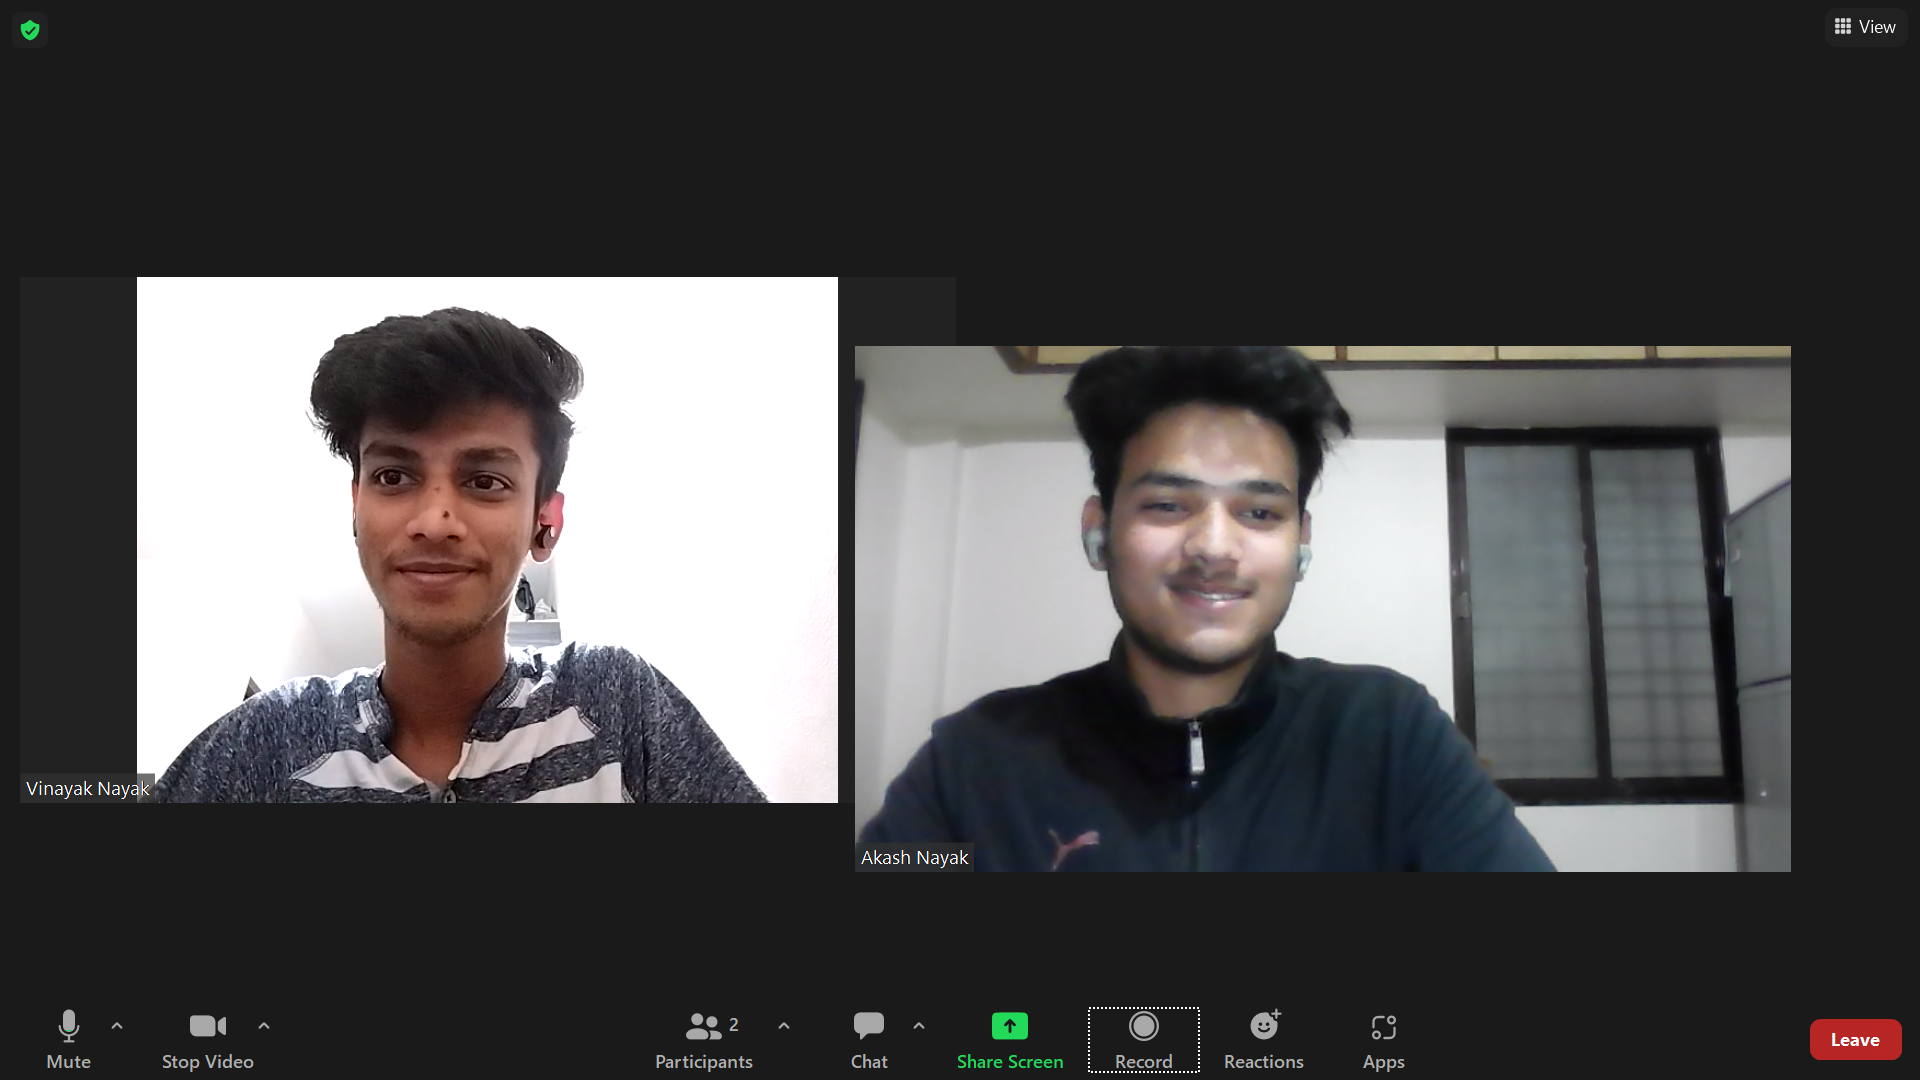 View
Vinayak Nayak
Akash Nayak
Mute
Stop Video
Participants
2
Chat
Share Screen
Record
Reactions
Apps
Leave